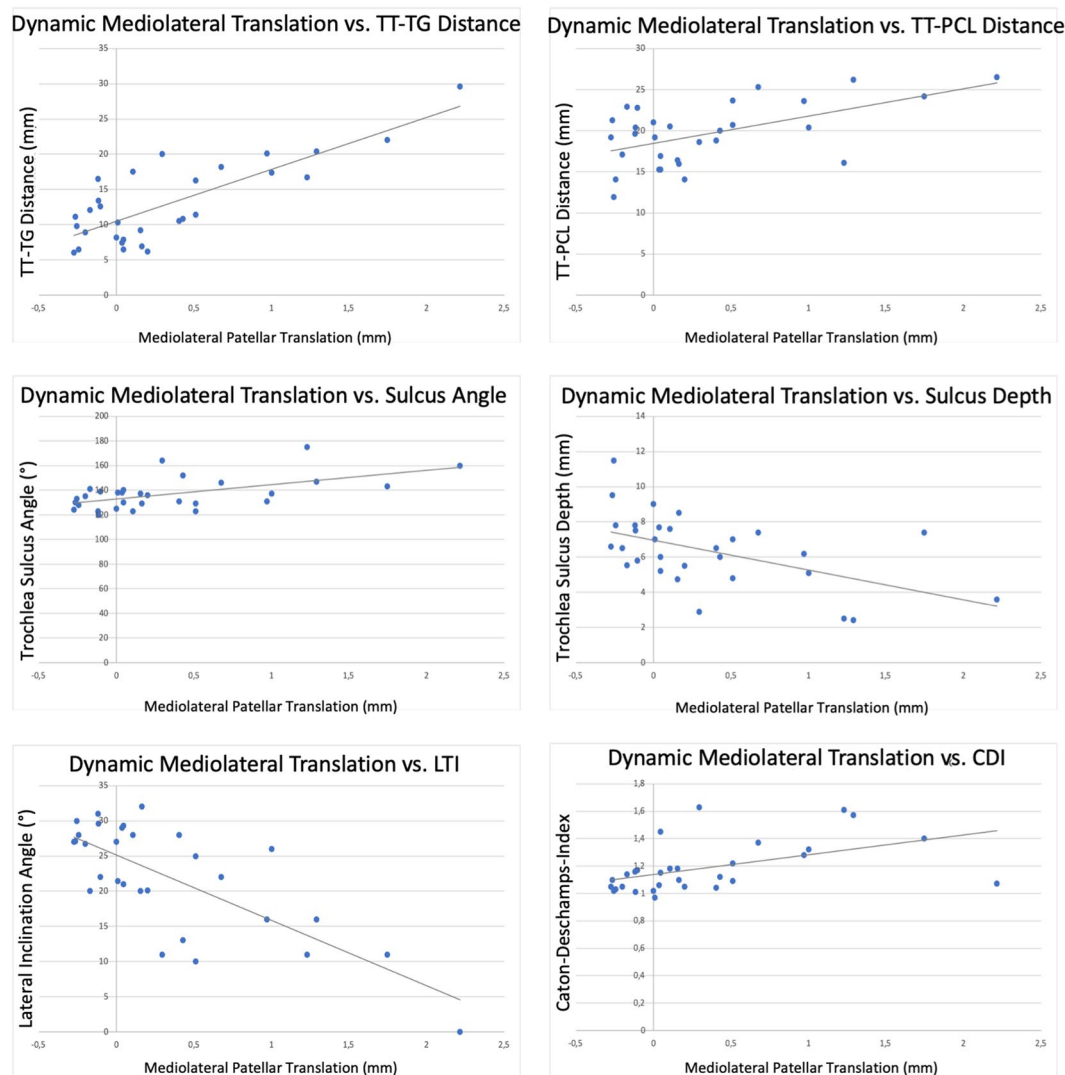 Dynamic Mediolateral Translation vs. TT-TG Distance
TT-TG Distance (mm)
35
30
25
20
15
10
5
0
-0,5 0 0,5 1 1,5 2 2,5
Mediolateral Patellar Translation (mm)
Dynamic Mediolateral Translation vs. TT-PCL Distance
TT-PCL Distance (mm)
30
25
20
15
10
5
0
-0,5 0 0,5 1 1,5 2 2,5
Mediolateral Patellar Translation (mm)
Dynamic Mediolateral Translation vs. Sulcus Angle
Trochlea Sulcus Angle (°)
200
180
160
140
120
100
80
60
40
20
0
-0,5 0 0,5 1 1,5 2 2,5
Mediolateral Patellar Translation (mm)
Dynamic Mediolateral Translation vs. Sulcus Depth
Trochlea Sulcus Depth (mm)
14
12
10
8
6
4
2
0
-0,5 0 0,5 1 1,5 2 2,5
Mediolateral Patellar Translation (mm)
Dynamic Mediolateral Translation vs. LTI
Lateral Inclination Angle (°)
35
30
25
20
15
10
5
0
-0,5 0 0,5 1 1,5 2 2,5
Mediolateral Patellar Translation (mm)
Dynamic Mediolateral Translation vs. CDI
Caton-Deschamps-Index
1,8
1,6
1,4
1,2
1
0,8
0,6
0,4
0,2
0
-0,5 0 0,5 1 1,5 2 2,5
Mediolateral Patellar Translation (mm)